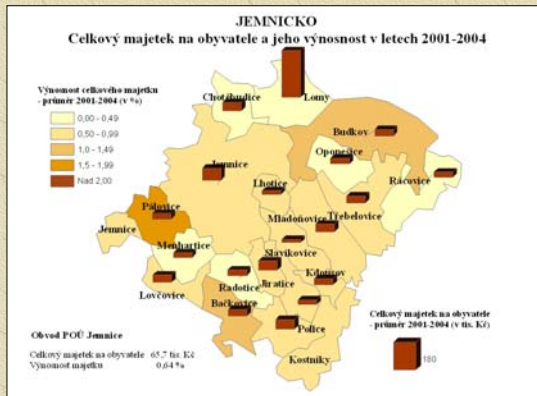 JEMNICKO
Celkový majetek na obyvatele a jeho výnosnost v letech 2001-2004
Výnosnost celkového majetku
- průměr 2001-2004 (v %)
0,00 - 0,49
0,50 - 0,99
1,0 - 1,49
1,5 - 1,99
Nad 2,00
Chotěbudice
Lomy
Budkov
Oponešice
Jemnice
Rácovice
Lhotice
Pálovice
Třebelovice
Mladoňovice
Jemnice
Menhartice
Slavíkovice
Kdousov
Radotice
Jiratice
Lovčovice
Bačkovice
Police
Kostníky
Celkový majetek na obyvatele
- průměr 2001-2004 (v tis. Kč)
180
Obvod POÚ Jemnice
Celkový majetek na obyvatele 65,7 tis. Kč
Výnosnost majetku 0,64 %